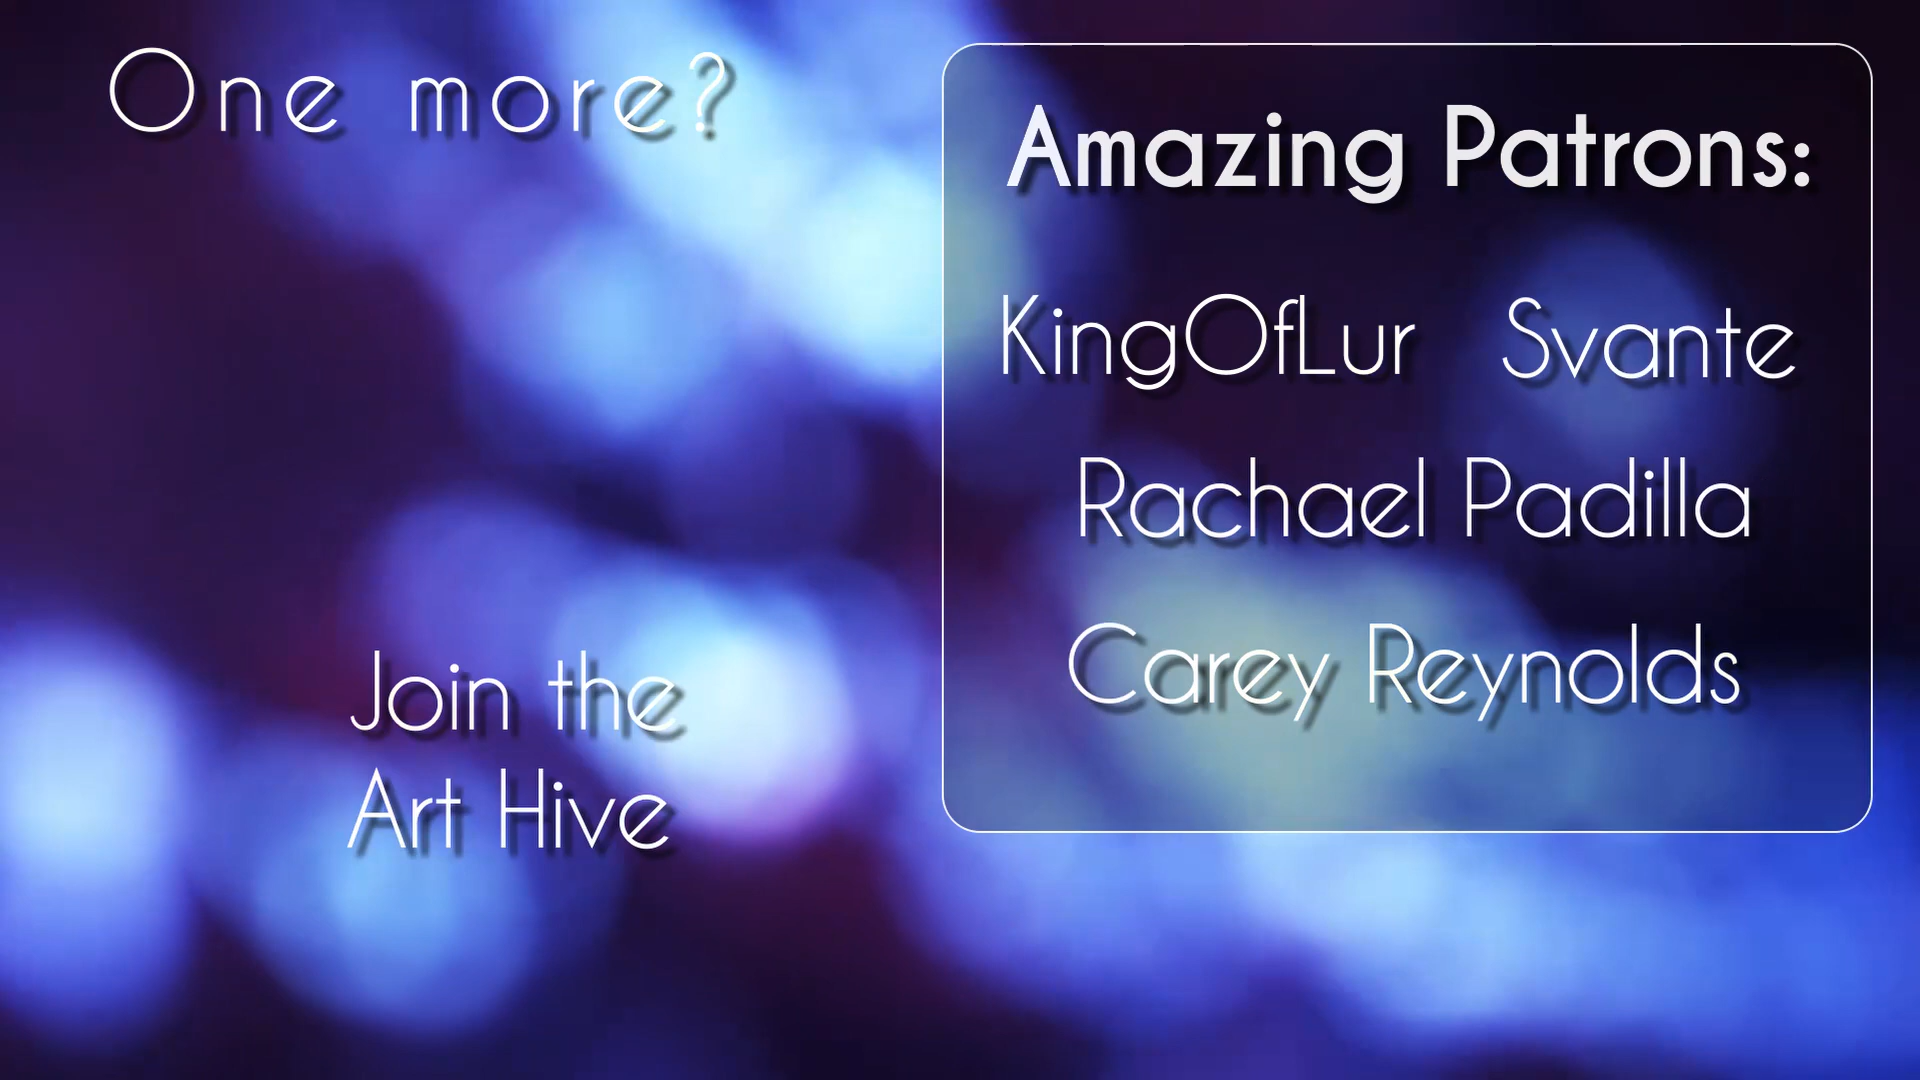 One more?
Amazing Patrons:
KingOfLur Svante
Rachael Padilla
Carey Reynolds
Join the
Art Hive